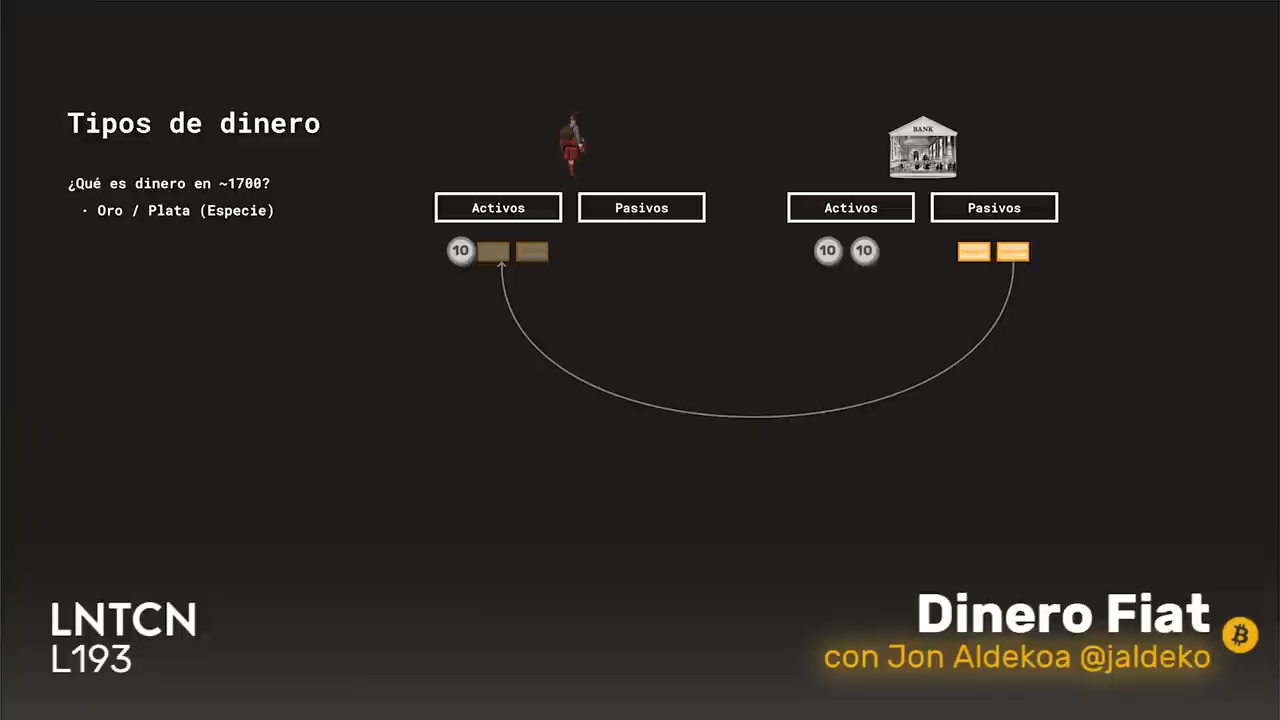 Tipos de dinero
¿Qué es dinero en ~1700?
· Oro / Plata (Especie)
BANK
Activos
Pasivos
Activos
Pasivos
10
10
10
LNTCN
L193
Dinero Fiat
con Jon Aldekoa @jaldeko